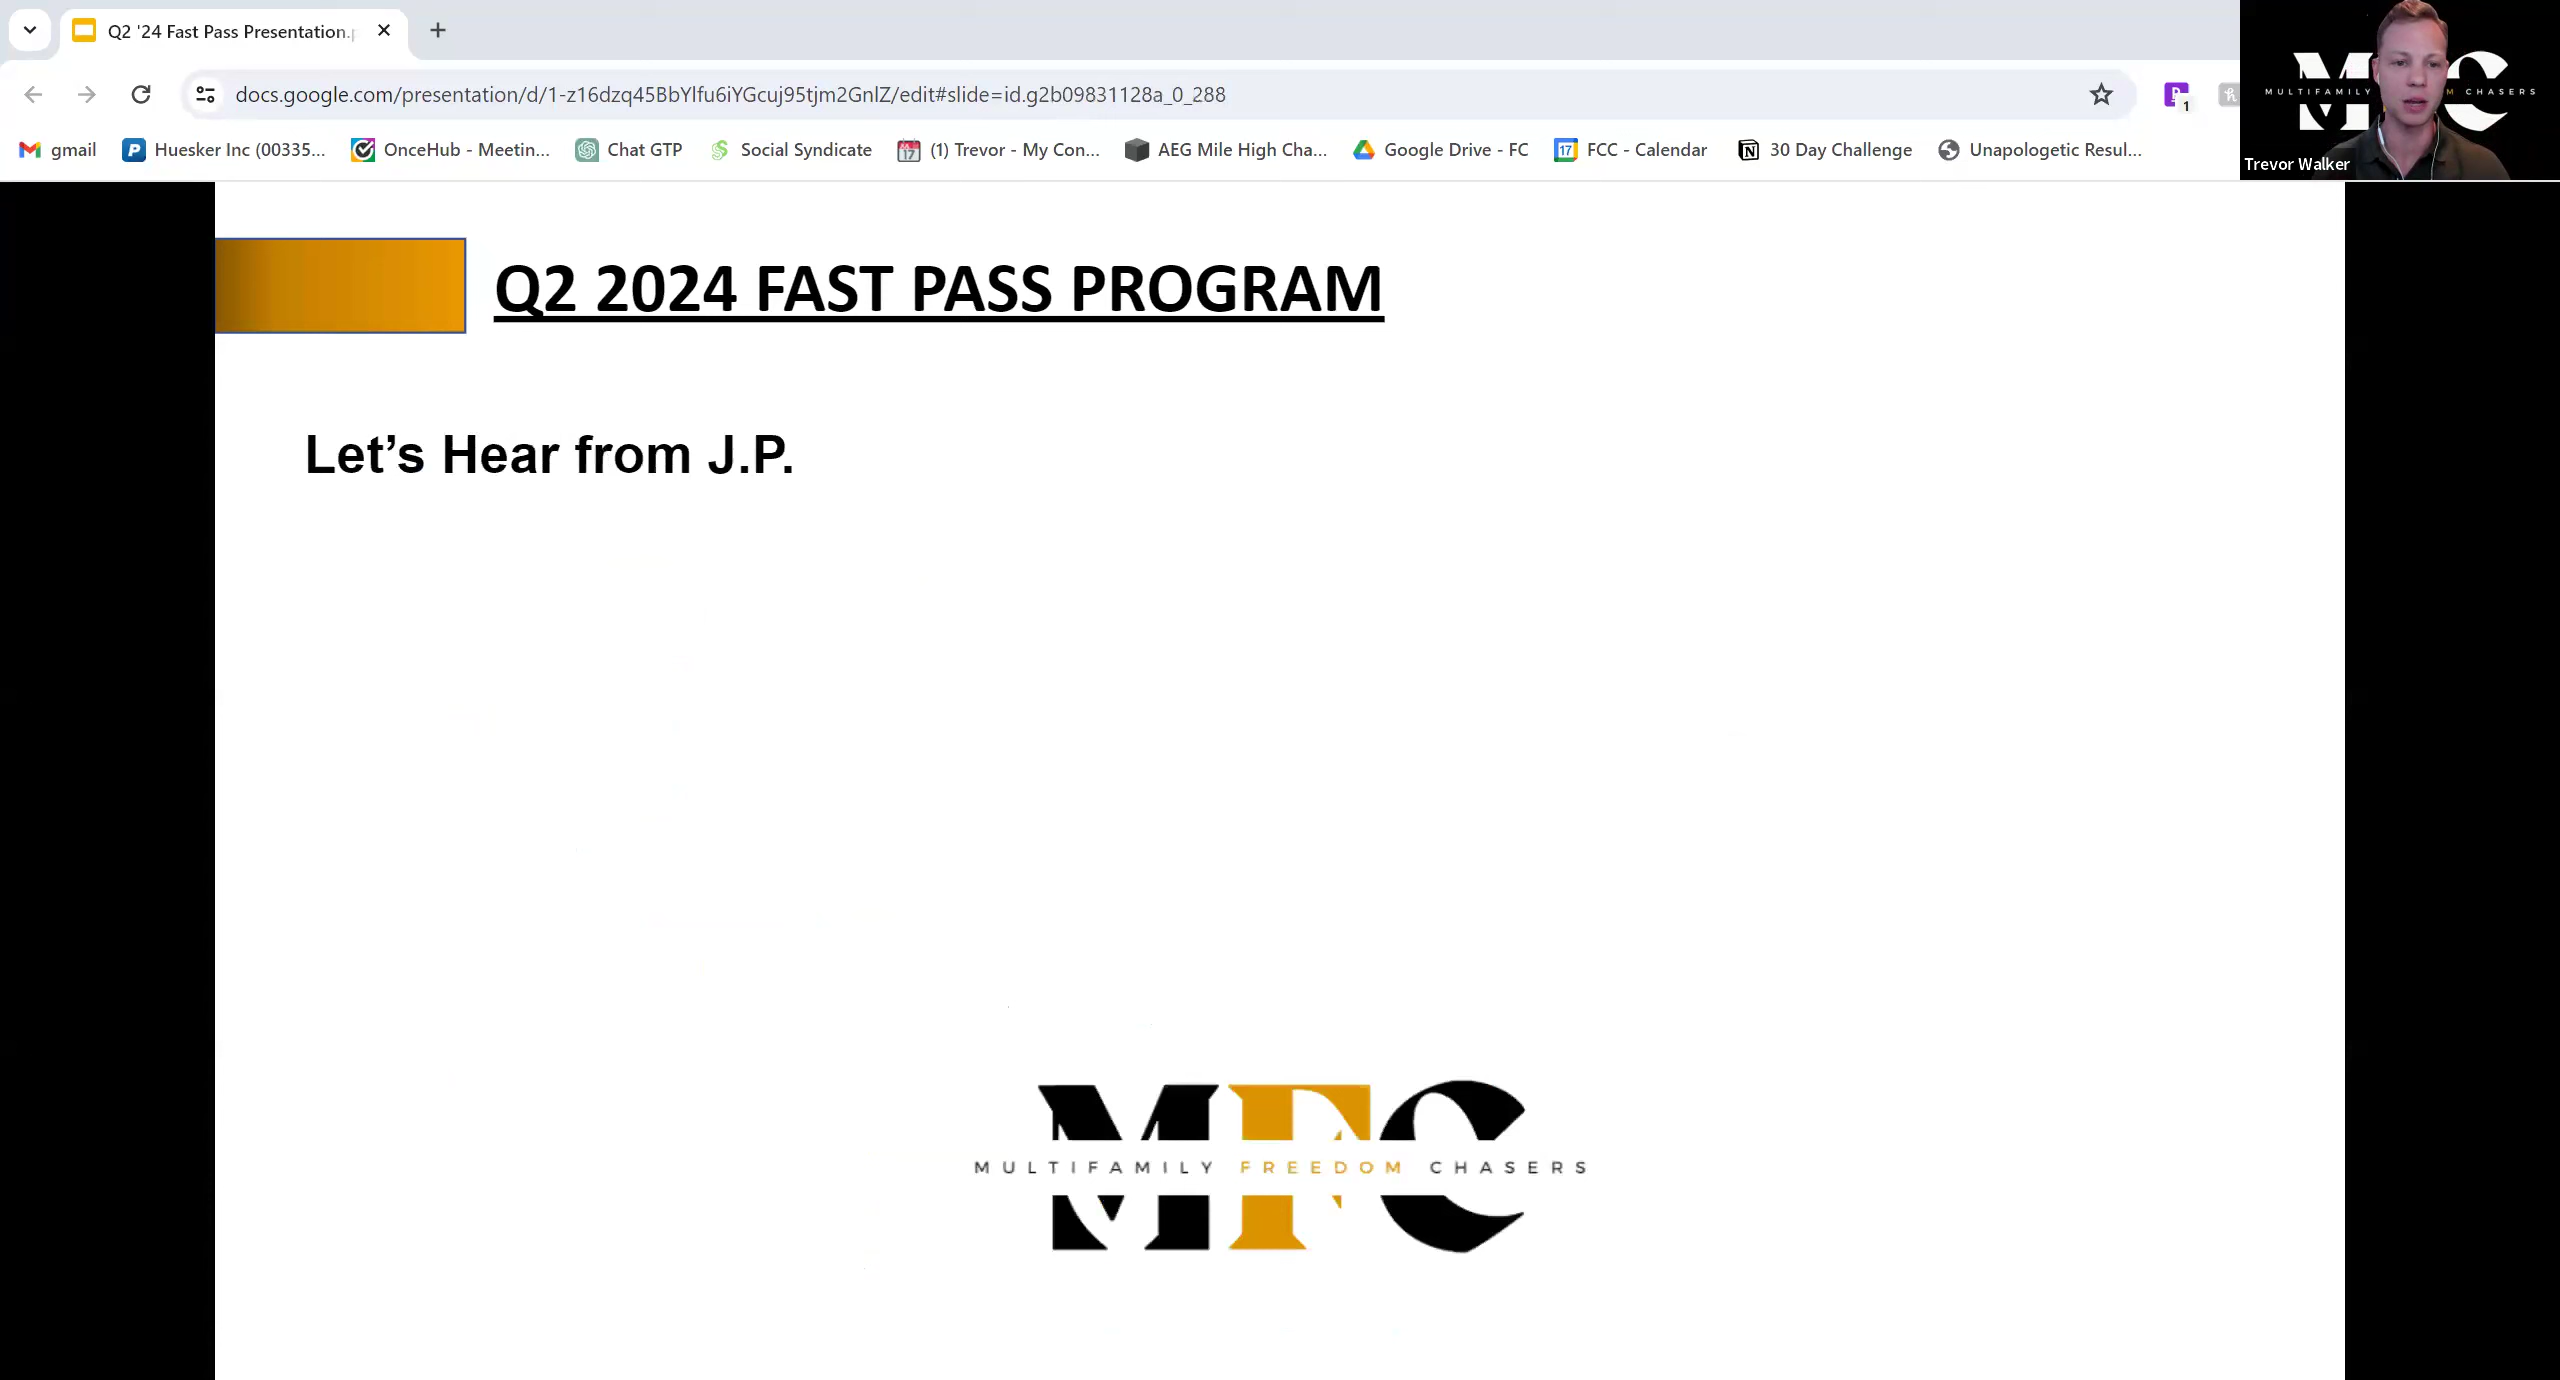 Q2 '24 Fast Pass Presentation.
docs.google.com/presentation/d/1-z16dzq45BbYlfu6iYGcuj95tjm2GnlZ/edit#slide=id.g2b09831128a_0_288
1
gmail
Huesker Inc (00335...
OnceHub - Meetin...
Chat GTP
Social Syndicate
17
(1) Trevor - My Con...
AEG Mile High Cha...
Google Drive - FC
17
FCC - Calendar
30 Day Challenge
Unapologetic Resul...
MULTIFAMILY CHASERS
Trevor Walker
Q2 2024 FAST PASS PROGRAM
Let’s Hear from J.P.
MFC
MULTIFAMILY FREEDOM CHASERS